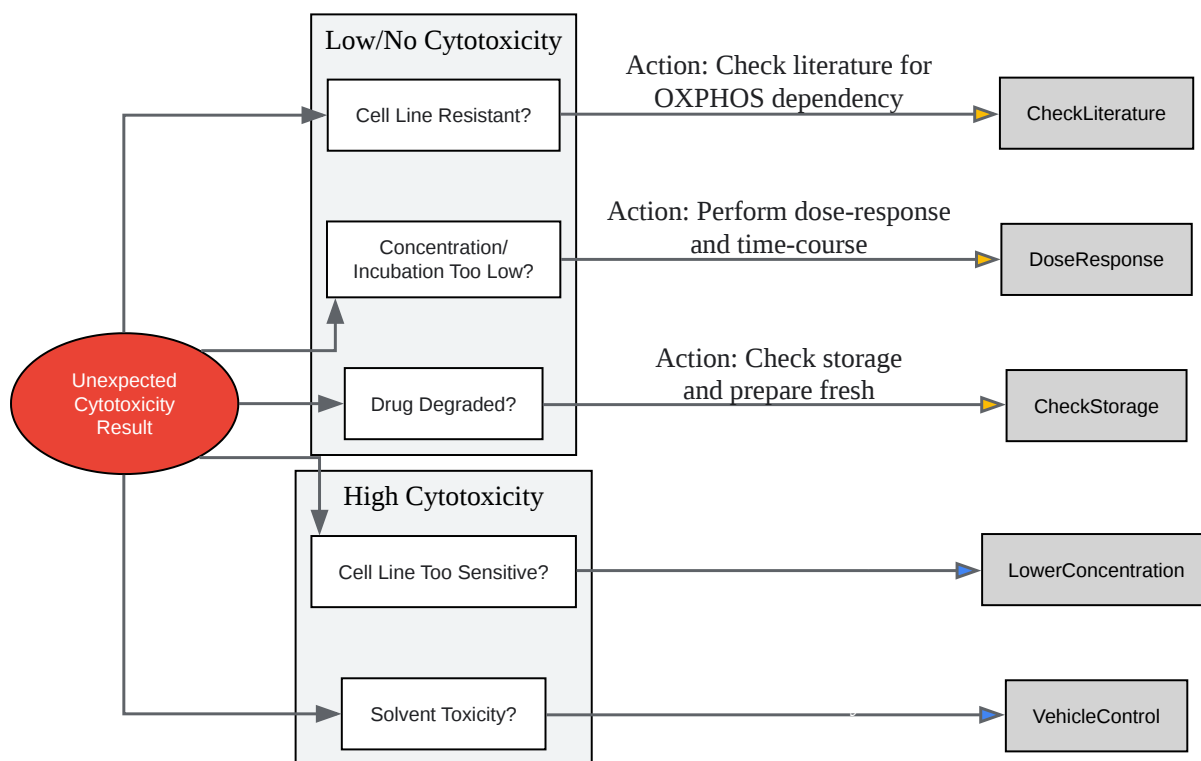 Low/No Cytotoxicity
Cell Line Resistant?
Action: Check literature for
OXPHOS dependency
CheckLiterature
Concentration/
Incubation Too Low?
Action: Perform dose-response
and time-course
DoseResponse
Unexpected
Cytotoxicity
Result
Drug Degraded?
Action: Check storage
and prepare fresh
CheckStorage
High Cytotoxicity
Cell Line Too Sensitive?
LowerConcentration
Solvent Toxicity?
VehicleControl